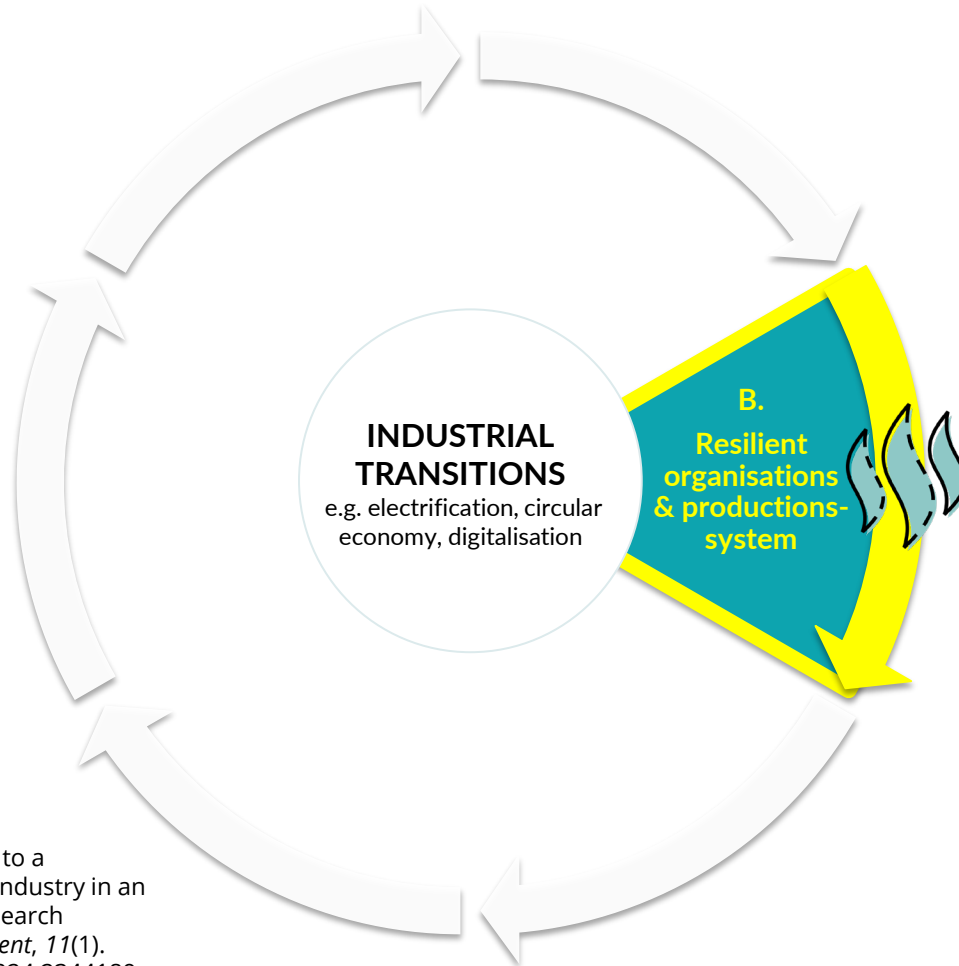 INDUSTRIAL
TRANSITIONS
e.g. electrification, circular
economy, digitalisation
B.
Resilient
organisations
& productions-
system
to a
ndustry in an
earch
ent, 11(1).